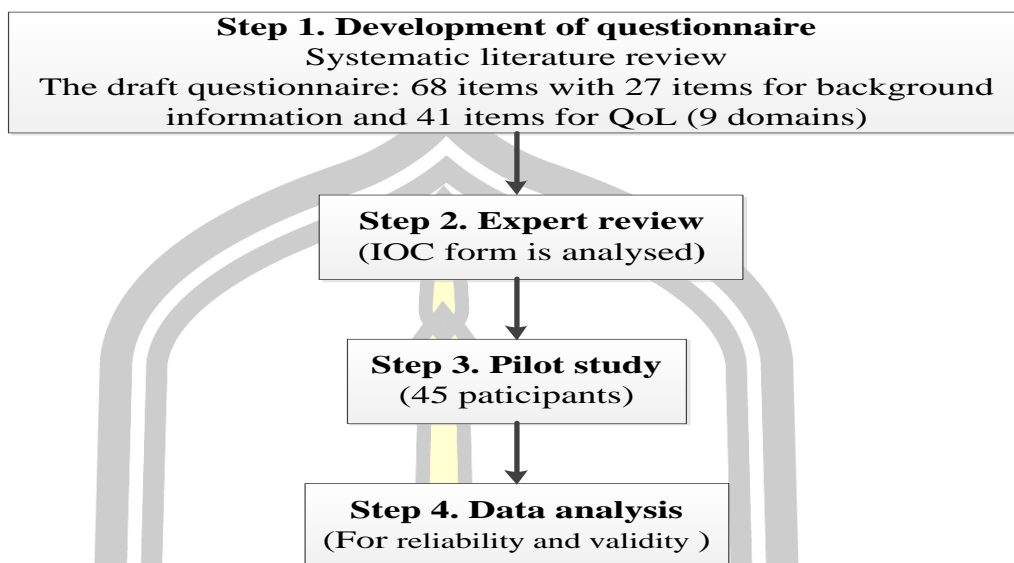 Step 1. Development of questionnaire
Systematic literature review
The draft questionnaire: 68 items with 27 items for background
information and 41 items for QoL (9 domains)
Step 2. Expert review
(IOC form is analysed)
Step 3. Pilot study
(45 paticipants)
Step 4. Data analysis
(For reliability and validity )